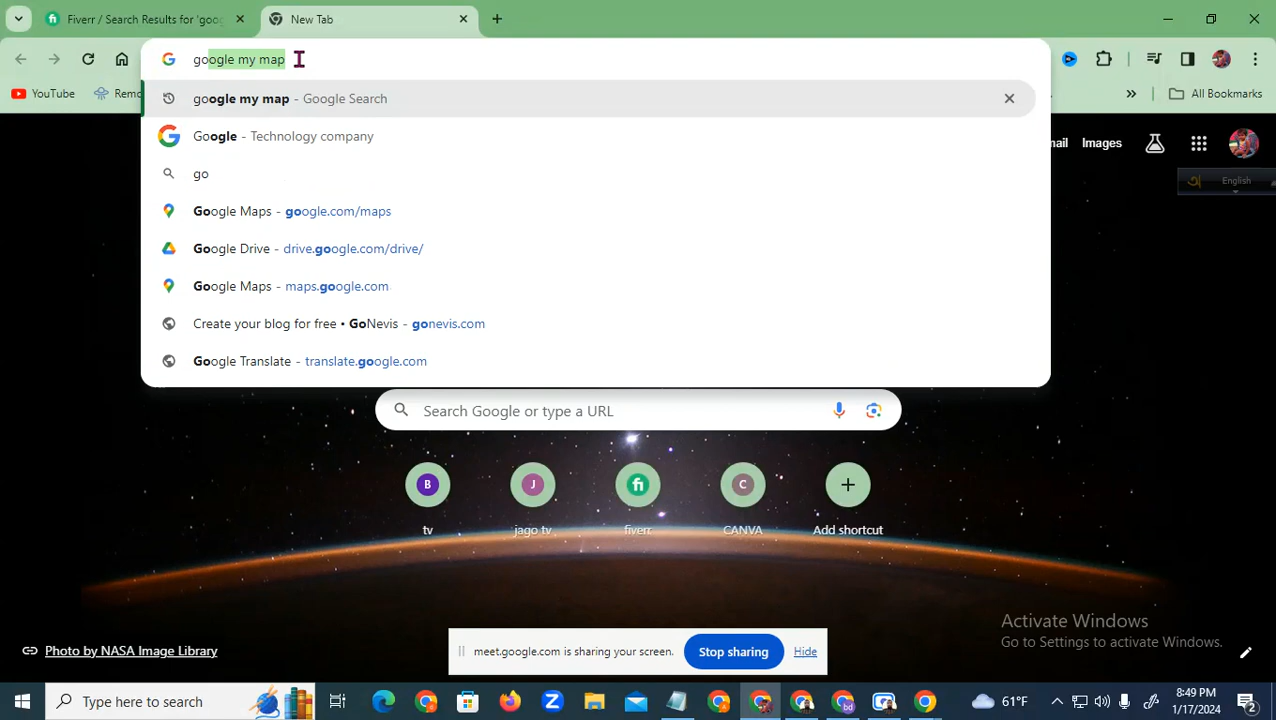 Fiverr / Search Results for 'goog
New Tab
google my map
YouTube
Remo
All Bookmarks
google my map - Google Search
Google - Technology company
go
Google Maps - google.com/maps
Google Drive - drive.google.com/drive/
Google Maps - maps.google.com
Create your blog for free • GoNevis - gonevis.com
Google Translate - translate.google.com
mail
Images
English
Search Google or type a URL
B
J
fi
C
tv
jago tv
fiverr
CANVA
Add shortcut
Activate Windows
Go to Settings to activate Windows.
Photo by NASA Image Library
meet.google.com is sharing your screen.
Stop sharing
Hide
Type here to search
61°F
8:49 PM
1/17/2024
2